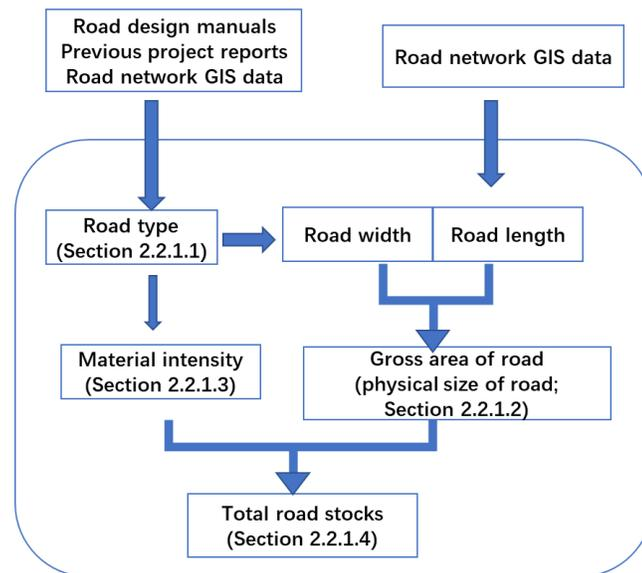 Road design manuals
Previous project reports
Road network GIS data
Road network GIS data
Road type
(Section 2.2.1.1)
Road width
Road length
Material intensity
(Section 2.2.1.3)
Gross area of road
(physical size of road;
Section 2.2.1.2)
Total road stocks
(Section 2.2.1.4)